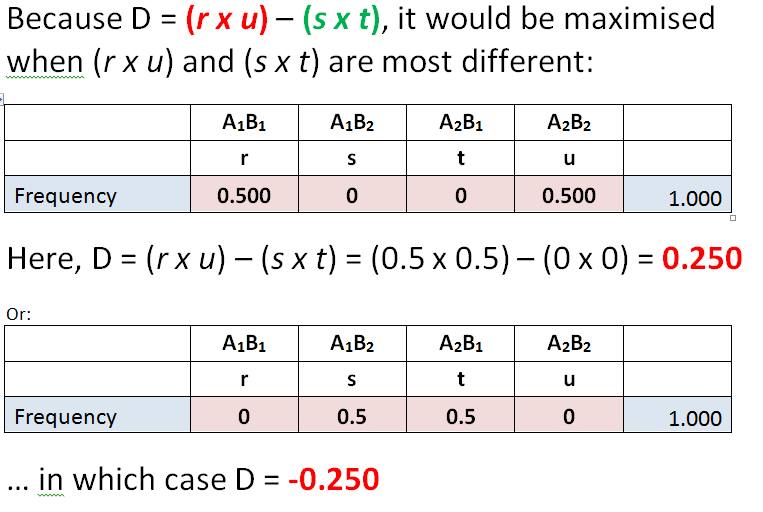 Because D = (r x u) – (s x t), it would be maximised
when (r x u) and (s x t) are most different:
A₁B₁ A₁B₂ A₂B₁ A₂B₂
r s t u
Frequency 0.500 0 0 0.500 1.000
Here, D = (r x u) – (s x t) = (0.5 x 0.5) – (0 x 0) = 0.250
Or:
A₁B₁ A₁B₂ A₂B₁ A₂B₂
r s t u
Frequency 0 0.5 0.5 0 1.000
... in which case D = -0.250